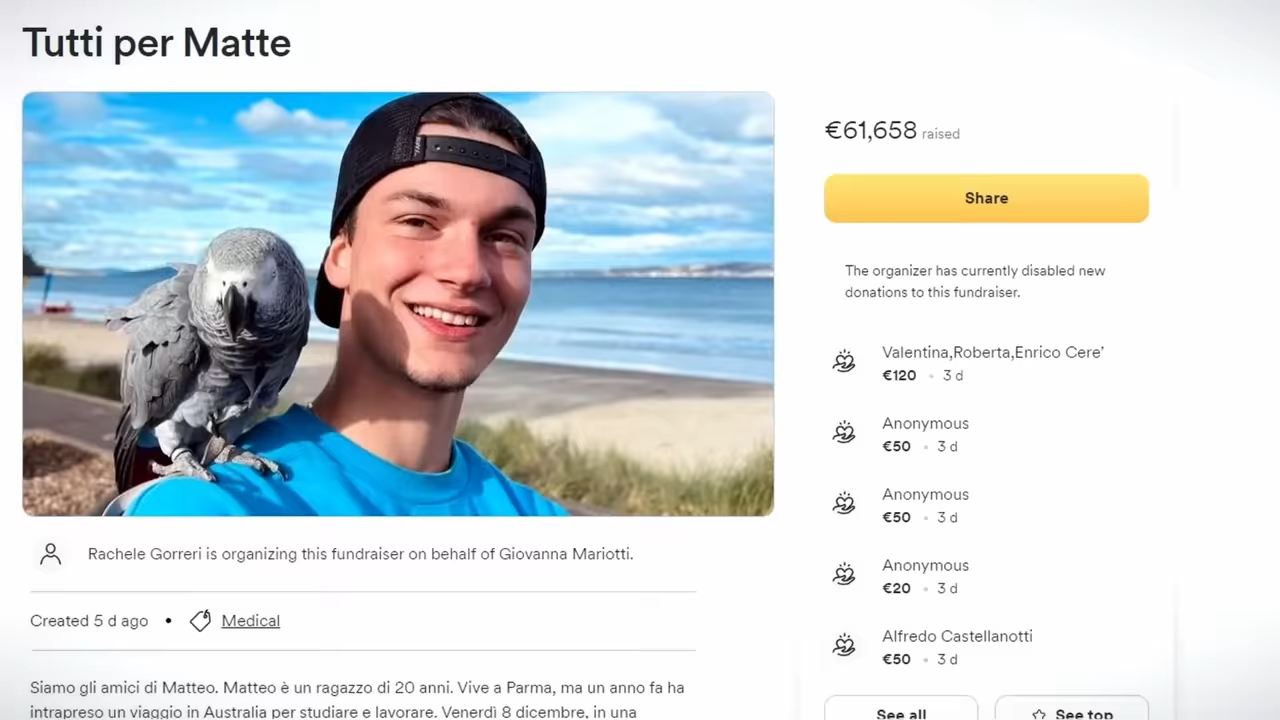 Tutti per Matte
€61,658 raised
Share
The organizer has currently disabled new
donations to this fundraiser.
Valentina,Roberta,Enrico Cere'
€120 • 3 d
Anonymous
€50 • 3 d
Anonymous
€50 • 3 d
Anonymous
€20 • 3 d
Alfredo Castellanotti
€50 • 3 d
See all
See top
Rachele Gorreri is organizing this fundraiser on behalf of Giovanna Mariotti.
Created 5 d ago • Medical
Siamo gli amici di Matteo. Matteo è un ragazzo di 20 anni. Vive a Parma, ma un anno fa ha
intrapreso un viaggio in Australia per studiare e lavorare. Venerdì 8 dicembre, in una